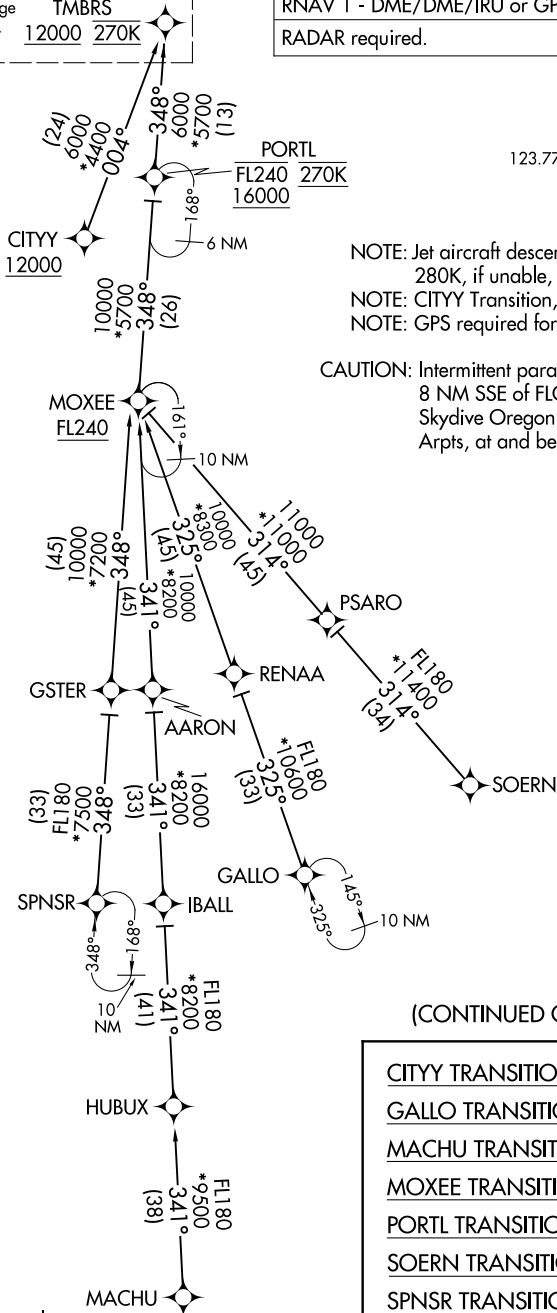 ge
TMBRS
12000 270K
RNAV 1 - DME/DME/IRU or GP
RADAR required.
(24)
6000
*4400
004°
348°
6000
*5700
(13)
PORTL
FL240 270K
16000
123.77
168°
6 NM
CITYY
12000
10000
*5700
348°
(26)
NOTE: Jet aircraft descen
280K, if unable,
NOTE: CITYY Transition,
NOTE: GPS required for
CAUTION: Intermittent para
8 NM SSE of FLO
Skydive Oregon
Arpts, at and be
MOXEE
FL240
161°
10 NM
(45)
10000
*7200
348°
10000
*8200
341°
(45)
10000
*8300
325°
(45)
11000
*11000
314°
(45)
PSARO
FL180
*11400
314°
(34)
SOERN
GSTER
AARON
RENAA
(33)
FL180
*7500
348°
16000
*8200
341°
(33)
FL180
*10600
325°
(33)
GALLO
145°
325°
10 NM
SPNSR
IBALL
348°
168°
10
NM
FL180
*8200
341°
(41)
HUBUX
FL180
*9500
341°
(38)
MACHU
(CONTINUED O
CITYY TRANSITIO
GALLO TRANSITIO
MACHU TRANSIT
MOXEE TRANSITI
PORTL TRANSITIO
SOERN TRANSITIO
SPNSR TRANSITIO